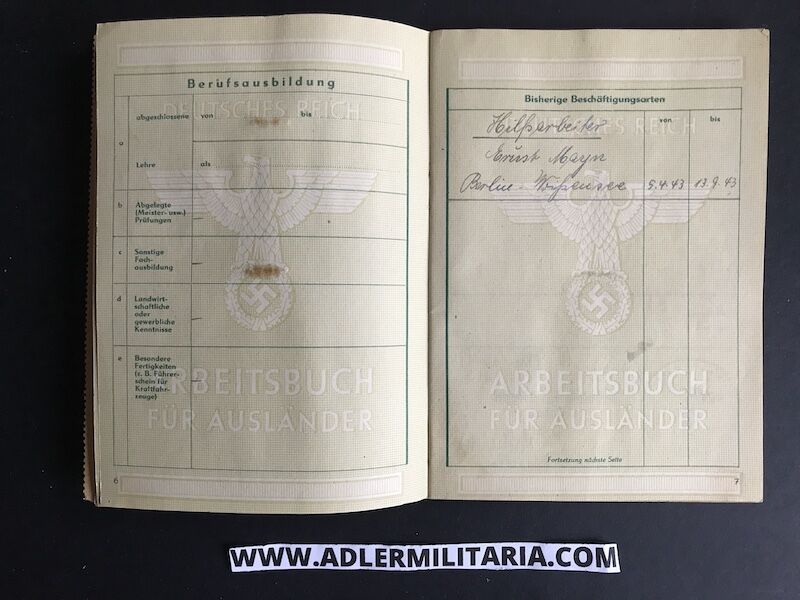 Berufsausbildung
DEUTSCHES REICH
a
abgeschlossene
von
bis
Lehre
als
b
Abgelegte
(Meister- usw.)
Prüfungen
c
Sonstige
Fach-
ausbildung
d
Landwirt-
schaftliche
oder
gewerbliche
Kenntnisse
e
Besondere
Fertigkeiten
(z. B. Führer-
schein für
Kraftfahr-
zeuge)
ARBEITSBUCH
FÜR AUSLÄNDER
6
Bisherige Beschäftigungsarten
von
bis
DEUTSCHES REICH
Hilfsarbeiter
Ernst Mayn
Berlin-Weißensee 5.4.43 13.9.43
ARBEITSBUCH
FÜR AUSLÄNDER
Fortsetzung nächste Seite
7
WWW.ADLERMILITARIA.COM